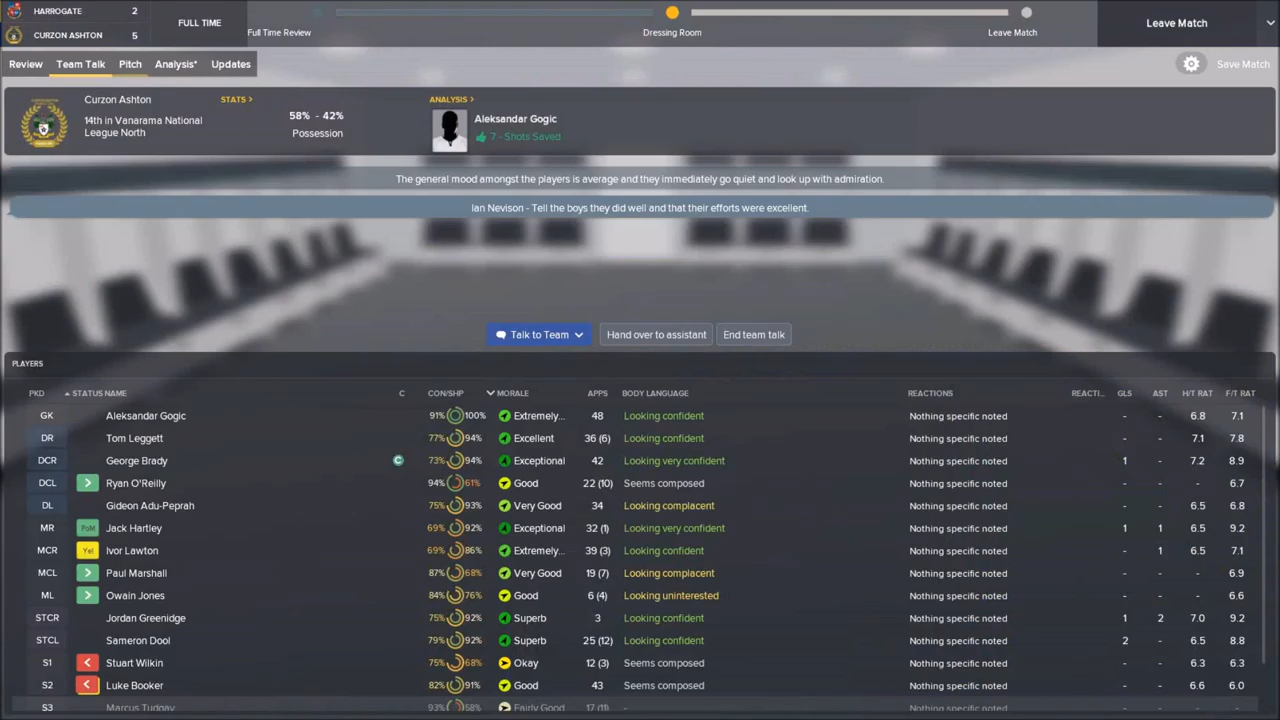 HARROGATE 2
CURZON ASHTON 5
FULL TIME
Full Time Review
Dressing Room
Leave Match
Leave Match
Review Team Talk Pitch Analysis* Updates
Save Match
Curzon Ashton
14th in Vanarama National
League North
STATS >
58% - 42%
Possession
ANALYSIS >
Aleksandar Gogic
7 - Shots Saved
The general mood amongst the players is average and they immediately go quiet and look up with admiration.
Ian Nevison - Tell the boys they did well and that their efforts were excellent.
Talk to Team Hand over to assistant End team talk
PLAYERS
PKD STATUS NAME C CON/SHP MORALE APPS BODY LANGUAGE REACTIONS REACTI... GLS AST H/T RAT F/T RAT
GK Aleksandar Gogic 91% 100% Extremely... 48 Looking confident Nothing specific noted - - 6.8 7.1
DR Tom Leggett 77% 94% Excellent 36 (6) Looking confident Nothing specific noted - - 7.1 7.8
DCR George Brady C 73% 94% Exceptional 42 Looking very confident Nothing specific noted 1 - 7.2 8.9
DCL > Ryan O'Reilly 94% 61% Good 22 (10) Seems composed Nothing specific noted - - - 6.7
DL Gideon Adu-Peprah 75% 93% Very Good 34 Looking complacent Nothing specific noted - - 6.5 6.8
MR PoM Jack Hartley 69% 92% Exceptional 32 (1) Looking very confident Nothing specific noted 1 1 6.5 9.2
MCR Yel Ivor Lawton 69% 86% Extremely... 39 (3) Looking confident Nothing specific noted - 1 6.5 7.1
MCL > Paul Marshall 87% 68% Very Good 19 (7) Looking complacent Nothing specific noted - - - 6.9
ML > Owain Jones 84% 76% Good 6 (4) Looking uninterested Nothing specific noted - - - 6.6
STCR Jordan Greenidge 75% 92% Superb 3 Looking confident Nothing specific noted 1 2 7.0 9.2
STCL Sameron Dool 79% 92% Superb 25 (12) Looking confident Nothing specific noted 2 - 6.5 8.8
S1 < Stuart Wilkin 75% 68% Okay 12 (3) Seems composed Nothing specific noted - - 6.3 6.3
S2 < Luke Booker 82% 91% Good 43 Seems composed Nothing specific noted - - 6.6 6.0
S3 Marcus Tudgay 93% 58% Fairly Good 17 (11) -